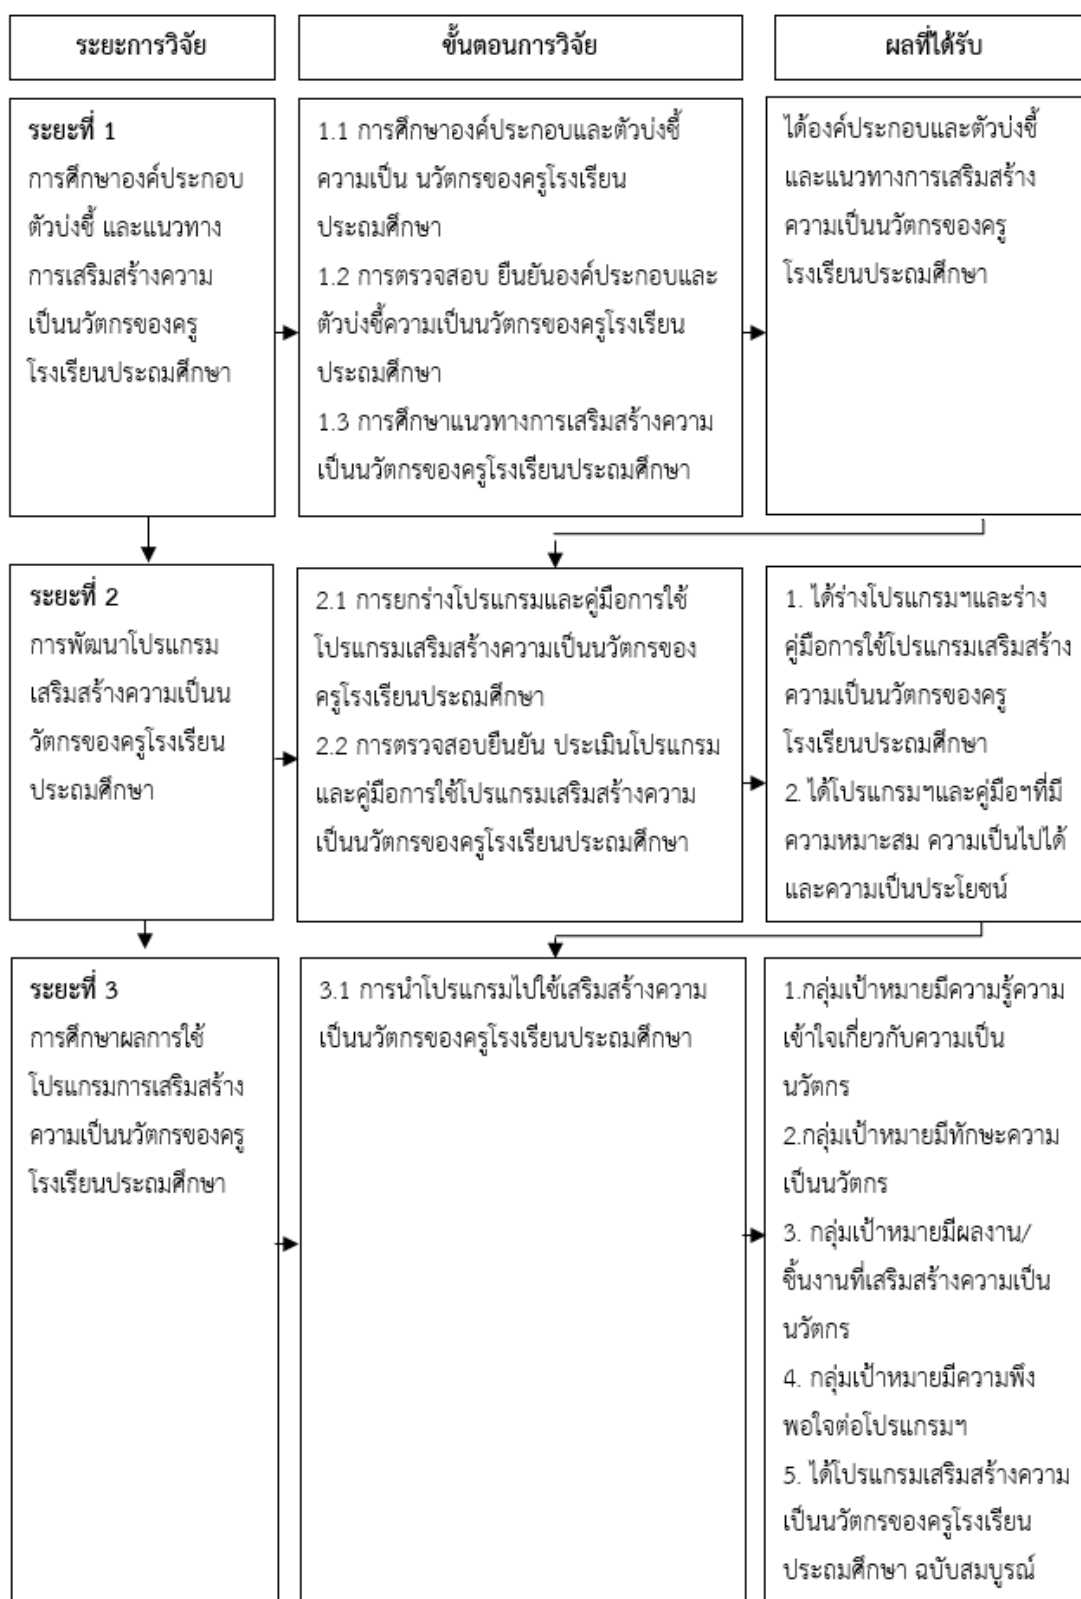 ระยะการวิจัย
ขั้นตอนการวิจัย
ผลที่ได้รับ
ระยะที่ 1
การศึกษาองค์ประกอบ
ตัวบ่งชี้ และแนวทาง
การเสริมสร้างความ
เป็นนวัตกรของครู
โรงเรียนประถมศึกษา
1.1 การศึกษาองค์ประกอบและตัวบ่งชี้
ความเป็น นวัตกรของครูโรงเรียน
ประถมศึกษา
1.2 การตรวจสอบ ยืนยันองค์ประกอบและ
ตัวบ่งชี้ความเป็นนวัตกรของครูโรงเรียน
ประถมศึกษา
1.3 การศึกษาแนวทางการเสริมสร้างความ
เป็นนวัตกรของครูโรงเรียนประถมศึกษา
ได้องค์ประกอบและตัวบ่งชี้
และแนวทางการเสริมสร้าง
ความเป็นนวัตกรของครู
โรงเรียนประถมศึกษา
ระยะที่ 2
การพัฒนาโปรแกรม
เสริมสร้างความเป็นน
วัตกรของครูโรงเรียน
ประถมศึกษา
2.1 การยกร่างโปรแกรมและคู่มือการใช้
โปรแกรมเสริมสร้างความเป็นนวัตกรของ
ครูโรงเรียนประถมศึกษา
2.2 การตรวจสอบยืนยัน ประเมินโปรแกรม
และคู่มือการใช้โปรแกรมเสริมสร้างความ
เป็นนวัตกรของครูโรงเรียนประถมศึกษา
1. ได้ร่างโปรแกรมฯและร่าง
คู่มือการใช้โปรแกรมเสริมสร้าง
ความเป็นนวัตกรของครู
โรงเรียนประถมศึกษา
2. ได้โปรแกรมฯและคู่มือฯที่มี
ความหมาะสม ความเป็นไปได้
และความเป็นประโยชน์
ระยะที่ 3
การศึกษาผลการใช้
โปรแกรมการเสริมสร้าง
ความเป็นนวัตกรของครู
โรงเรียนประถมศึกษา
3.1 การนำโปรแกรมไปใช้เสริมสร้างความ
เป็นนวัตกรของครูโรงเรียนประถมศึกษา
1.กลุ่มเป้าหมายมีความรู้ความ
เข้าใจเกี่ยวกับความเป็น
นวัตกร
2.กลุ่มเป้าหมายมีทักษะความ
เป็นนวัตกร
3. กลุ่มเป้าหมายมีผลงาน/
ชิ้นงานที่เสริมสร้างความเป็น
นวัตกร
4. กลุ่มเป้าหมายมีความพึง
พอใจต่อโปรแกรมฯ
5. ได้โปรแกรมเสริมสร้างความ
เป็นนวัตกรของครูโรงเรียน
ประถมศึกษา ฉบับสมบูรณ์